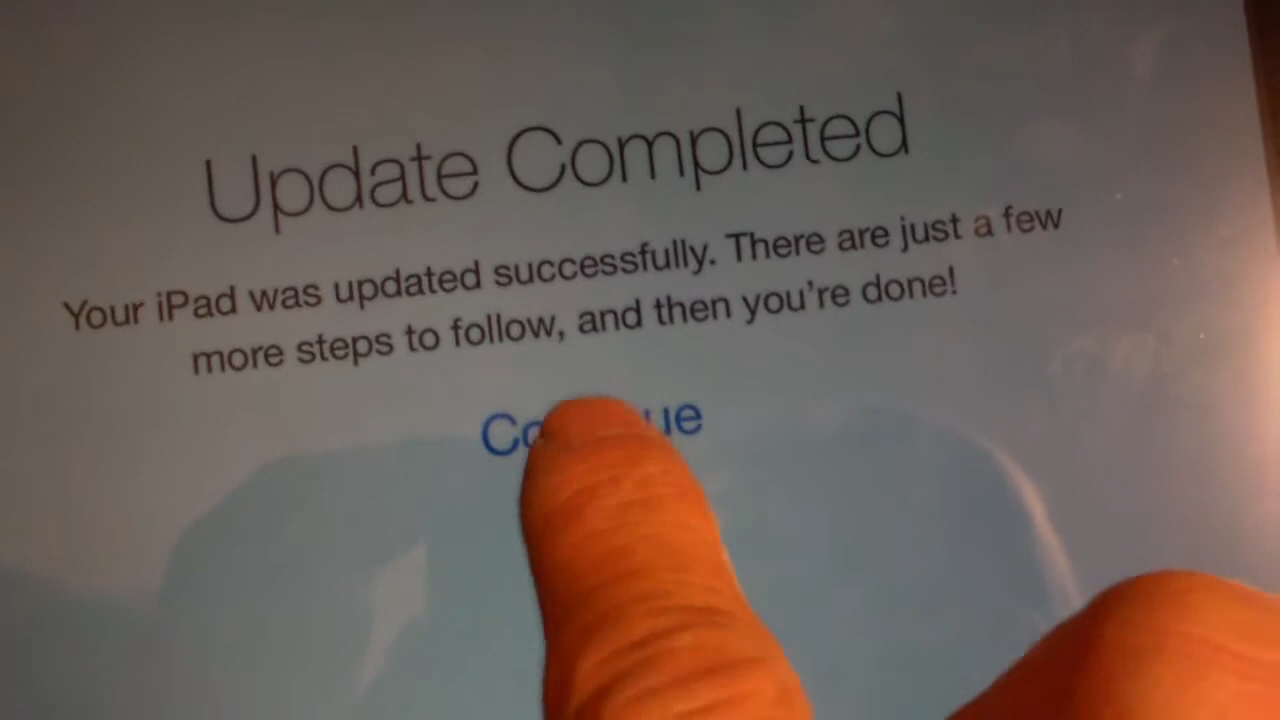 Update Completed
Your iPad was updated successfully. There are just a few
more steps to follow, and then you're done!